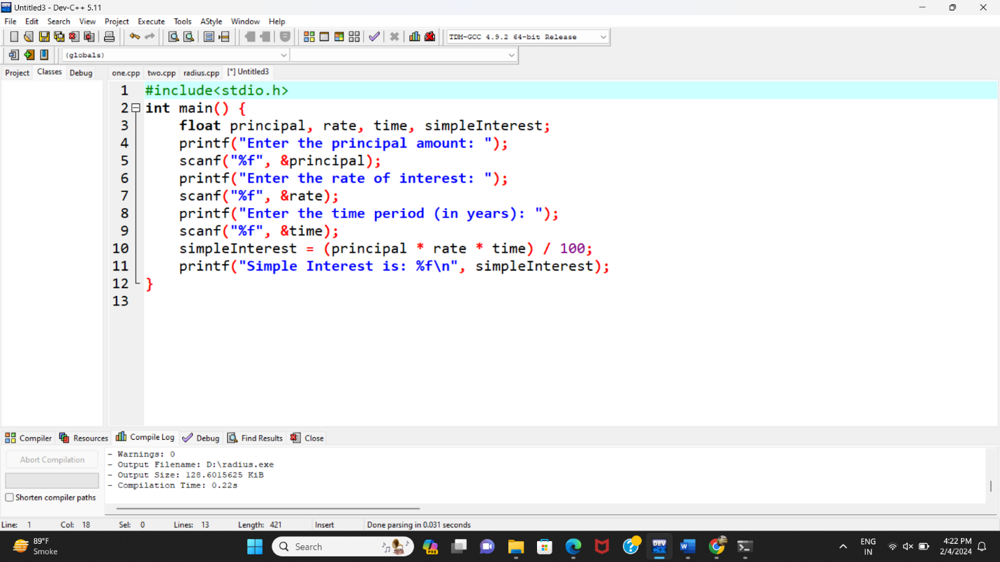 Untitled3 - Dev-C++ 5.11
File Edit Search View Project Execute Tools AStyle Window Help
TDM-GCC 4.9.2 64-bit Release
(globals)
Project Classes Debug one.cpp two.cpp radius.cpp [*] Untitled3
1 #include<stdio.h>
2 int main() {
3 float principal, rate, time, simpleInterest;
4 printf("Enter the principal amount: ");
5 scanf("%f", &principal);
6 printf("Enter the rate of interest: ");
7 scanf("%f", &rate);
8 printf("Enter the time period (in years): ");
9 scanf("%f", &time);
10 simpleInterest = (principal * rate * time) / 100;
11 printf("Simple Interest is: %f\n", simpleInterest);
12 }
13
Compiler Resources Compile Log Debug Find Results Close
Abort Compilation
Shorten compiler paths
- Warnings: 0
- Output Filename: D:\radius.exe
- Output Size: 128.6015625 KiB
- Compilation Time: 0.22s
Line: 1 Col: 18 Sel: 0 Lines: 13 Length: 421 Insert Done parsing in 0.031 seconds
89°F
Smoke
Search
PRE
DEV
W
ENG
IN
4:22 PM
2/4/2024